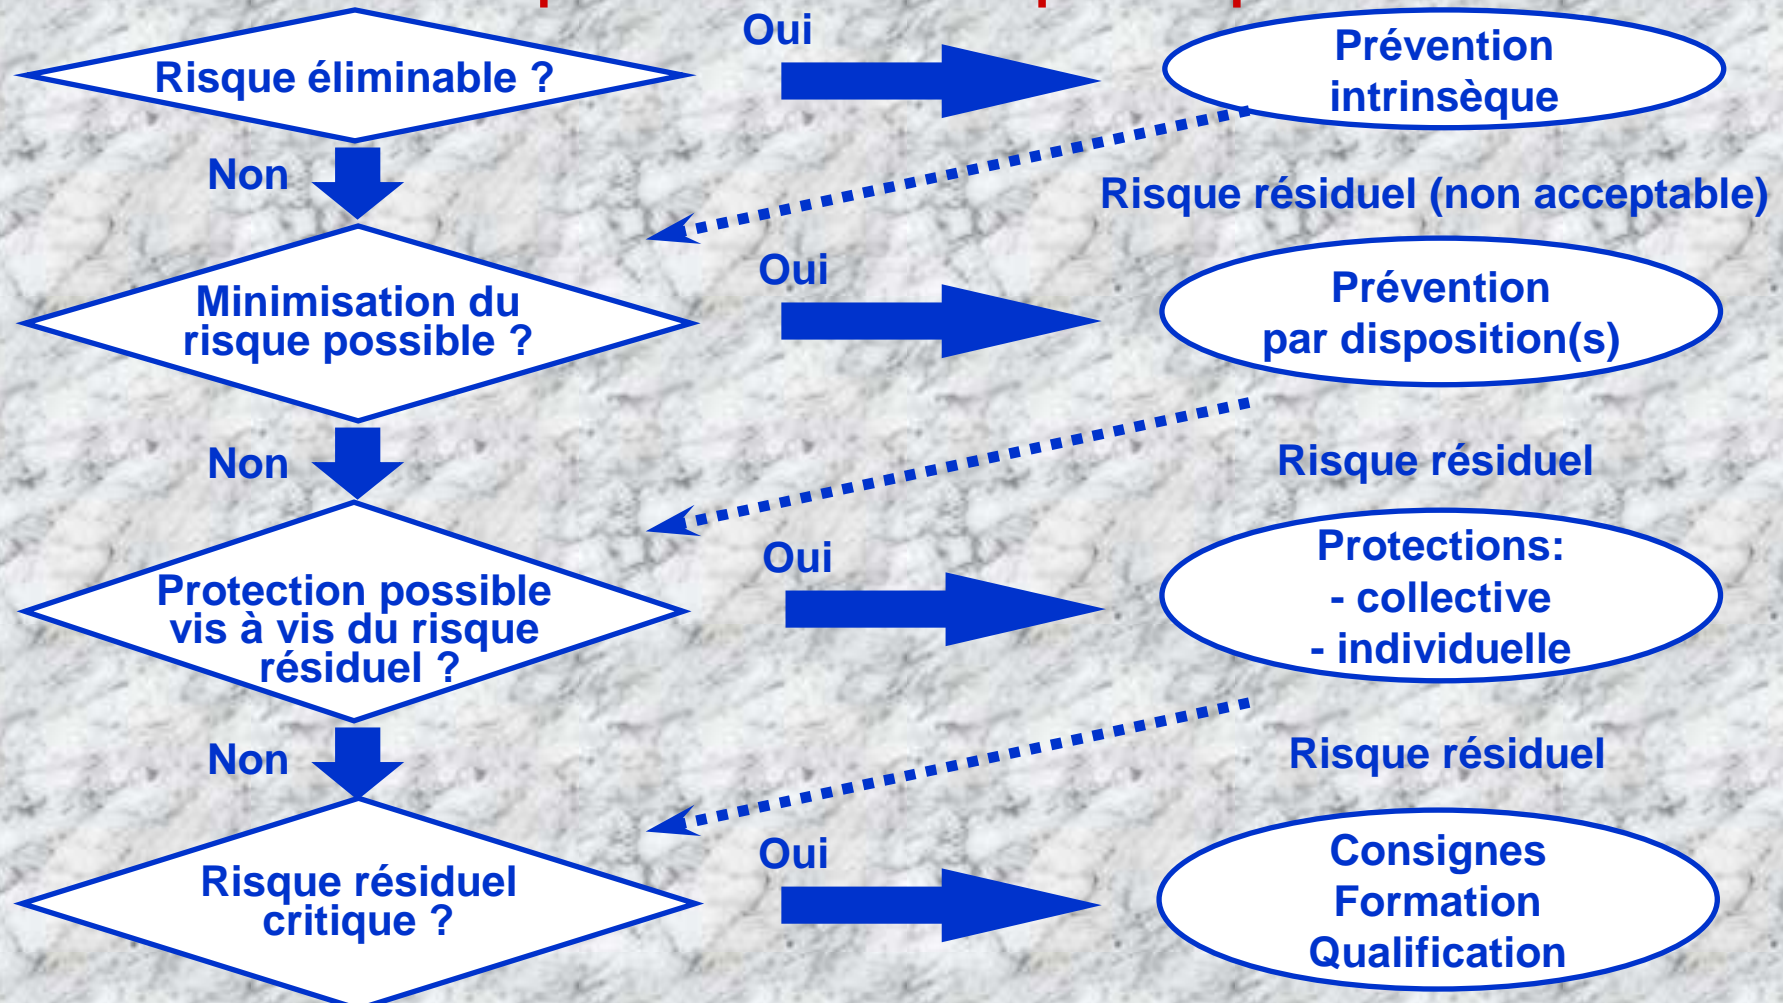 Oui
Prévention
intrinsèque
Risque éliminable ?
Non
Risque résiduel (non acceptable)
Oui
Prévention
par disposition(s)
Minimisation du
risque possible ?
Non
Risque résiduel
Oui
Protections:
- collective
- individuelle
Protection possible
vis à vis du risque
résiduel ?
Non
Risque résiduel
Oui
Consignes
Formation
Qualification
Risque résiduel
critique ?